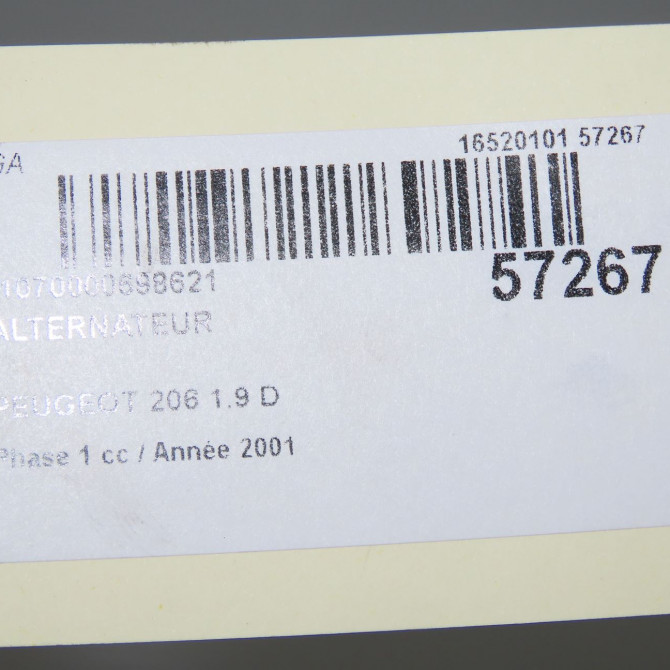 GA
16520101 57267
57267
1070000698621
ALTERNATEUR
PEUGEOT 206 1.9 D
Phase 1 cc / Année 2001